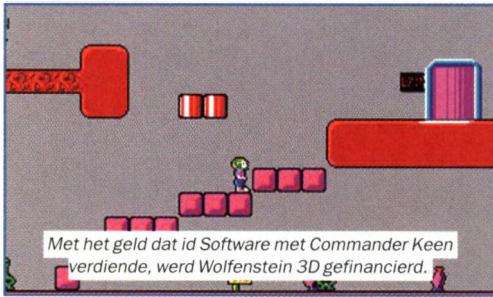 Met het geld dat id Software met Commander Keen
verdiende, werd Wolfenstein 3D gefinancierd.